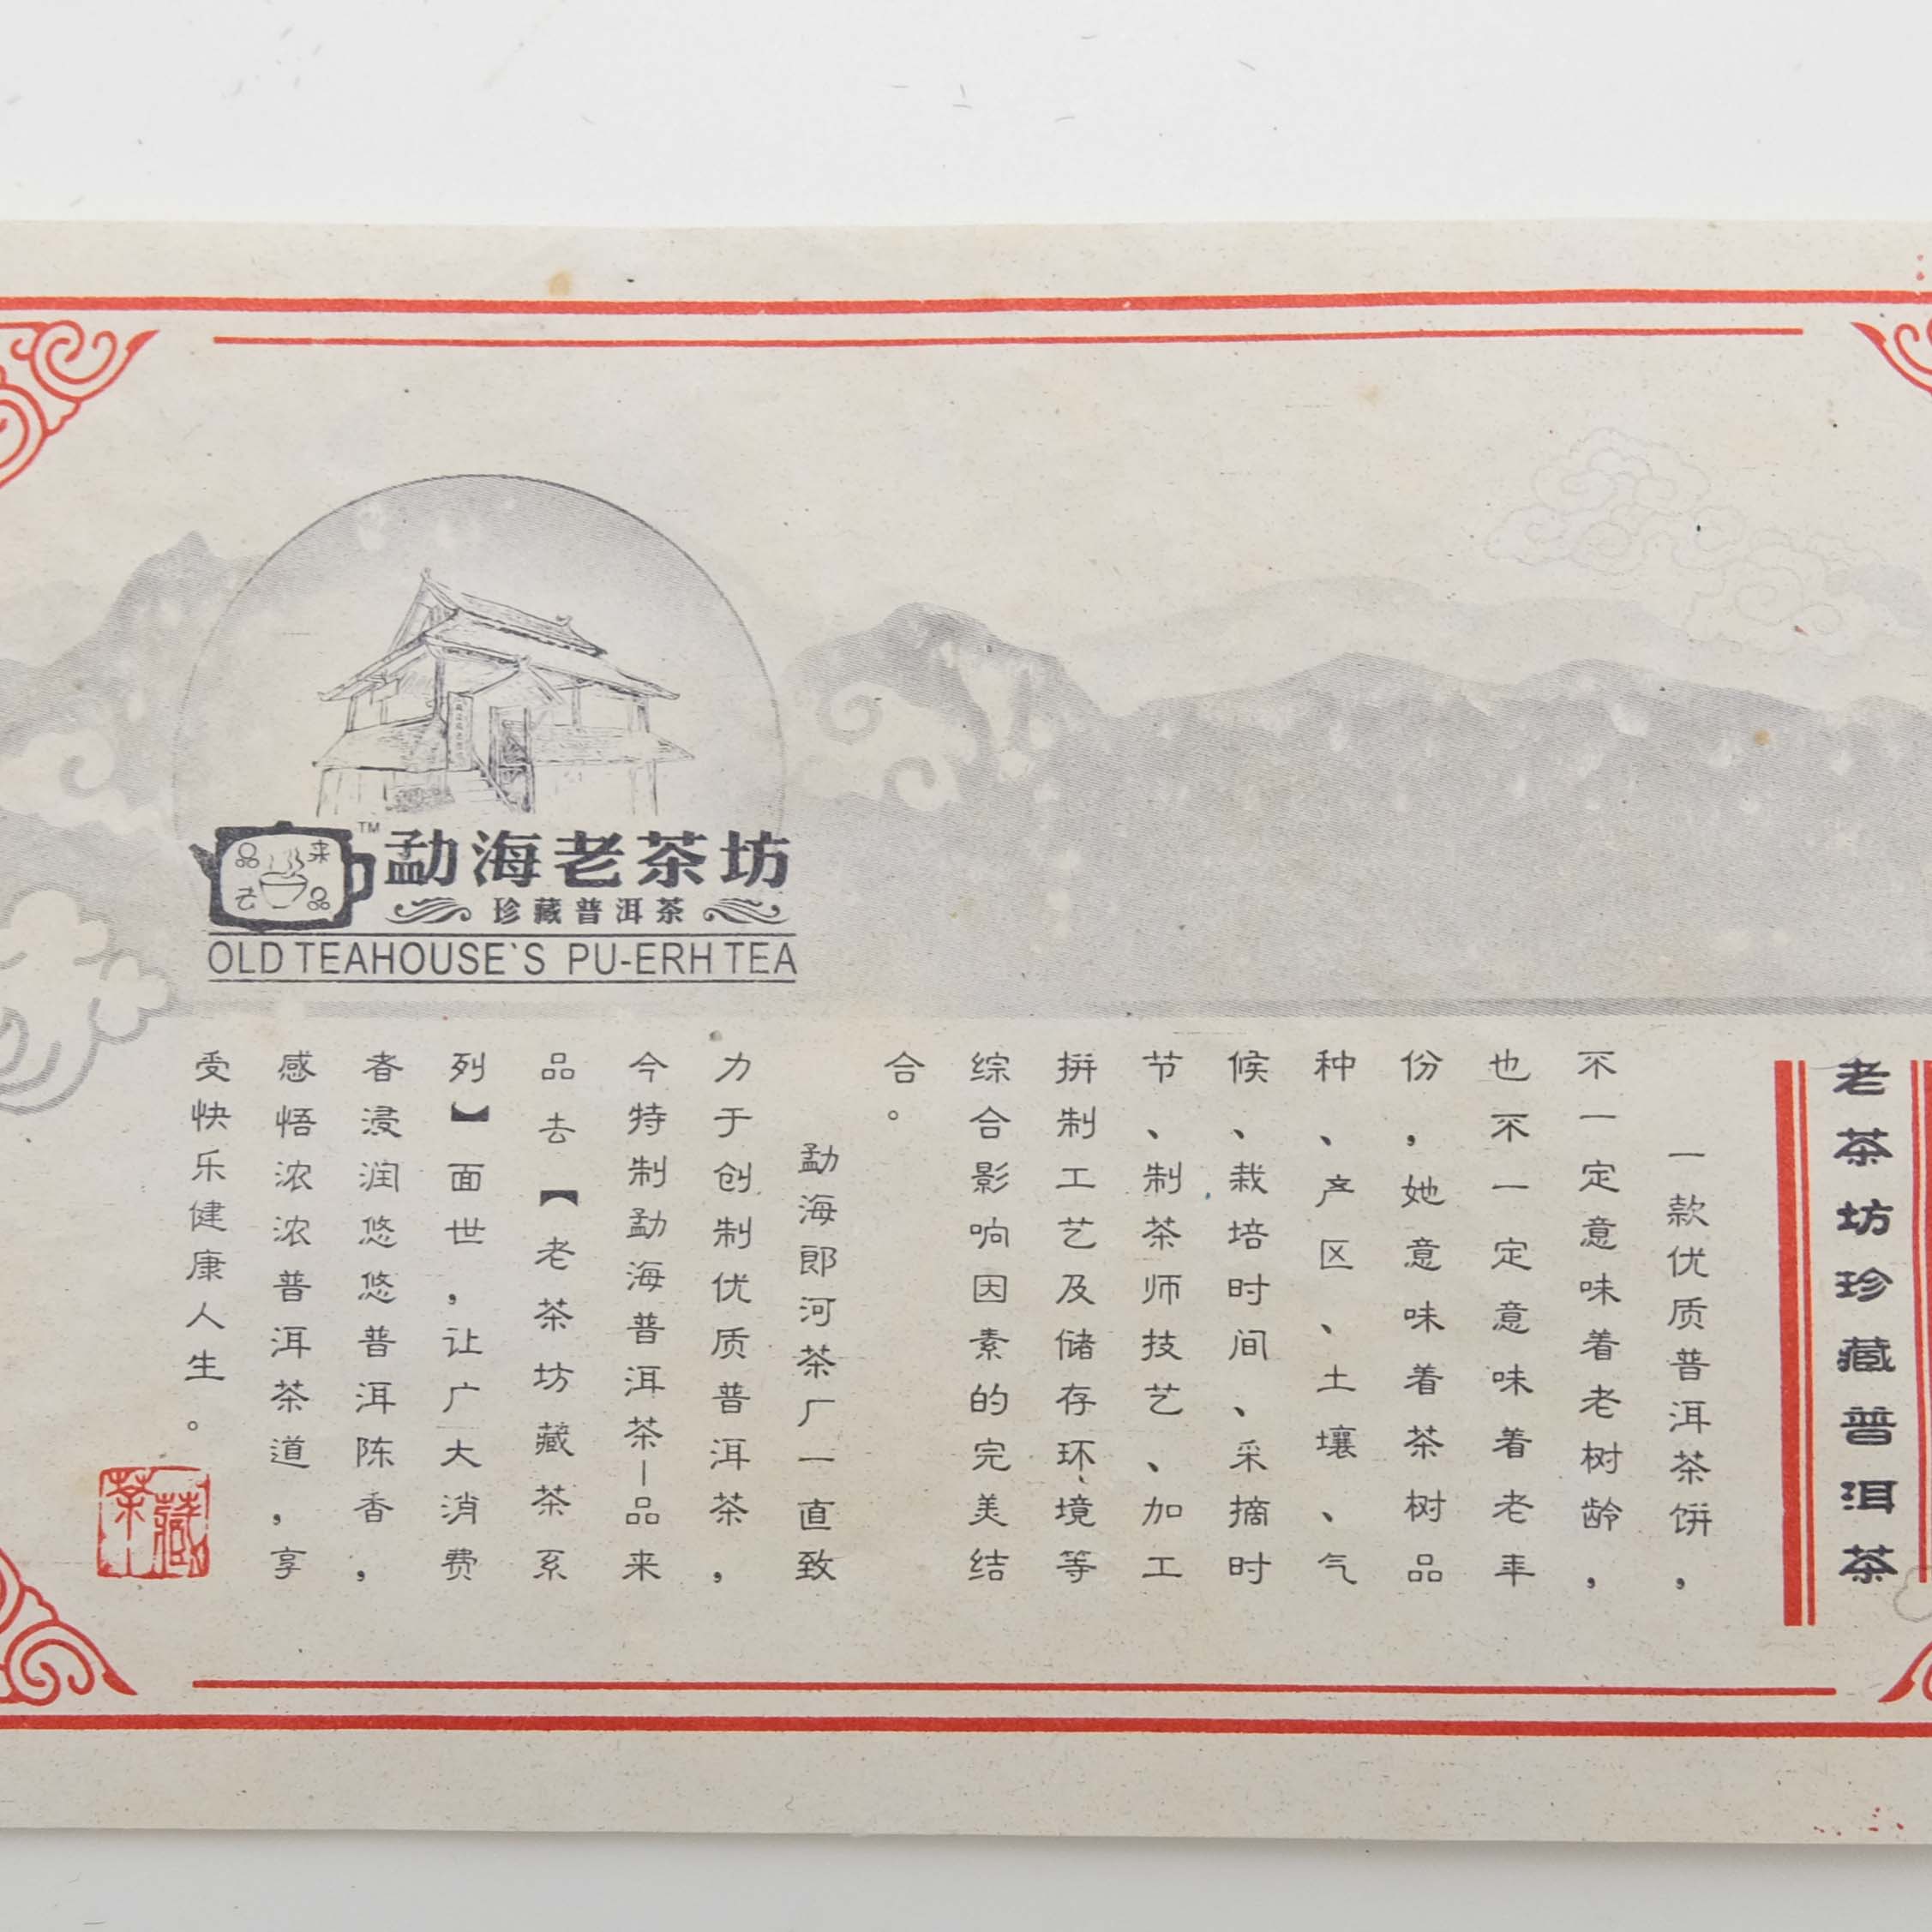 勐海老茶坊
TM
品来去品
珍藏普洱茶
OLD TEAHOUSE`S PU-ERH TEA
老茶坊珍藏普洱茶
一款优质普洱茶饼，
不一定意味着老树龄，
也不一定意味着老年
份，她意味着茶树品
种、产区、土壤、气
候、栽培时间、采摘时
节、制茶师技艺、加工
拼制工艺及储存环境等
综合影响因素的完美结
合。
勐海郎河茶厂一直致
力于创制优质普洱茶，
今特制勐海普洱茶—品来
品去【老茶坊藏茶系
列】面世，让广大消费
者浸润悠悠普洱陈香，
感悟浓浓普洱茶道，享
受快乐健康人生。
藏茶